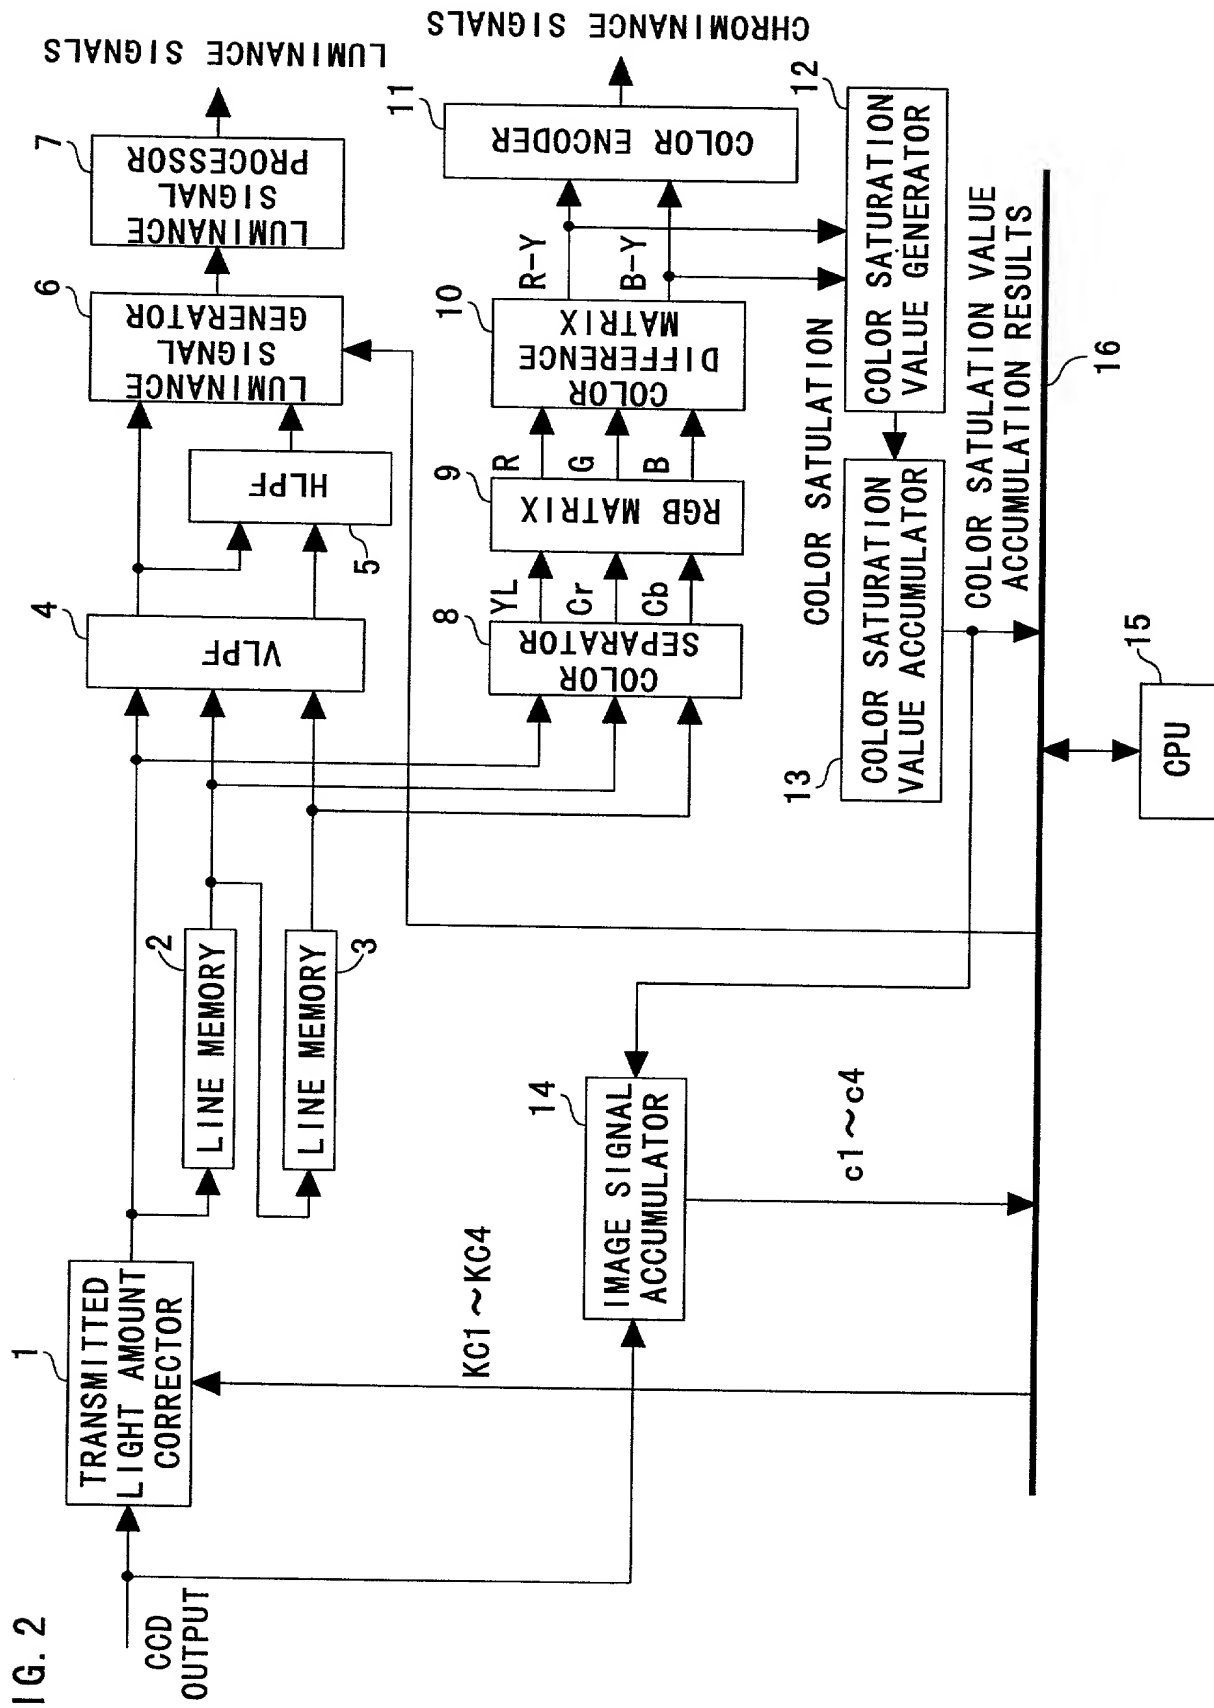 IG. 2
CCD
OUTPUT
1
TRANSMITTED
LIGHT AMOUNT
CORRECTOR
2
LINE MEMORY
3
LINE MEMORY
4
VLPF
5
HLPF
6
LUMINANCE
SIGNAL
GENERATOR
7
LUMINANCE
SIGNAL
PROCESSOR
LUMINANCE SIGNALS
8
COLOR
SEPARATOR
YL
Cr
Cb
9
RGB MATRIX
R
G
B
10
COLOR
DIFFERENCE
MATRIX
R-Y
B-Y
11
COLOR ENCODER
CHROMINANCE SIGNALS
COLOR SATULATION
12
COLOR SATURATION
VALUE GENERATOR
13
COLOR SATURATION
VALUE ACCUMULATOR
COLOR SATULATION VALUE
ACCUMULATION RESULTS
14
IMAGE SIGNAL
ACCUMULATOR
KC1~KC4
c1~c4
15
CPU
16